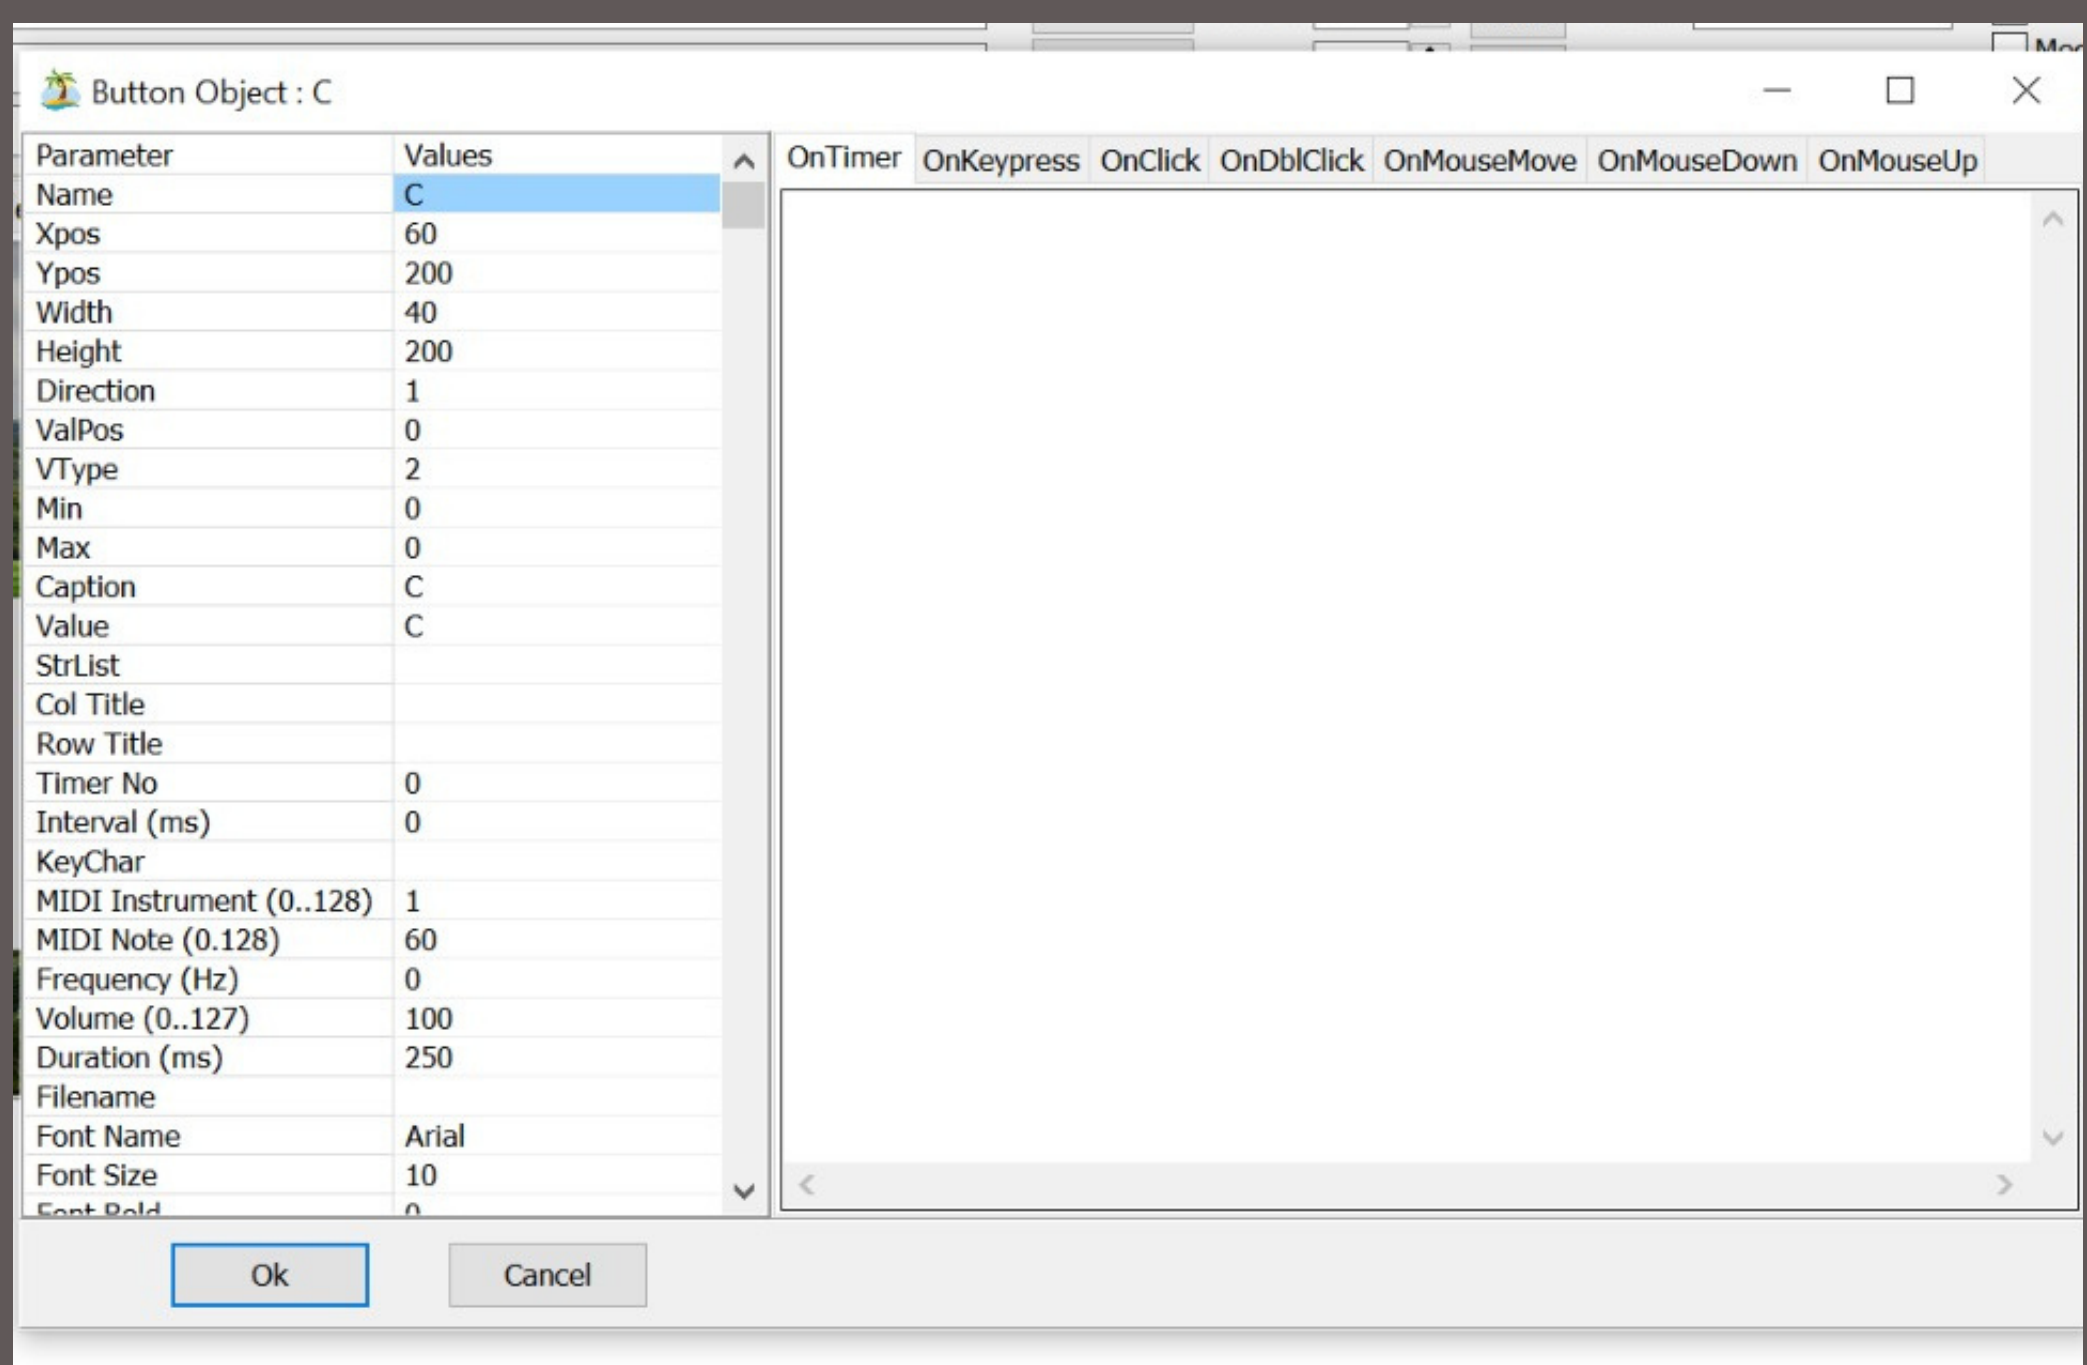 Button Object : C
Parameter Values
Name C
Xpos 60
Ypos 200
Width 40
Height 200
Direction 1
ValPos 0
VType 2
Min 0
Max 0
Caption C
Value C
StrList
Col Title
Row Title
Timer No 0
Interval (ms) 0
KeyChar
MIDI Instrument (0..128) 1
MIDI Note (0.128) 60
Frequency (Hz) 0
Volume (0..127) 100
Duration (ms) 250
Filename
Font Name Arial
Font Size 10
Font Bold 0
OnTimer OnKeypress OnClick OnDblClick OnMouseMove OnMouseDown OnMouseUp
Ok Cancel